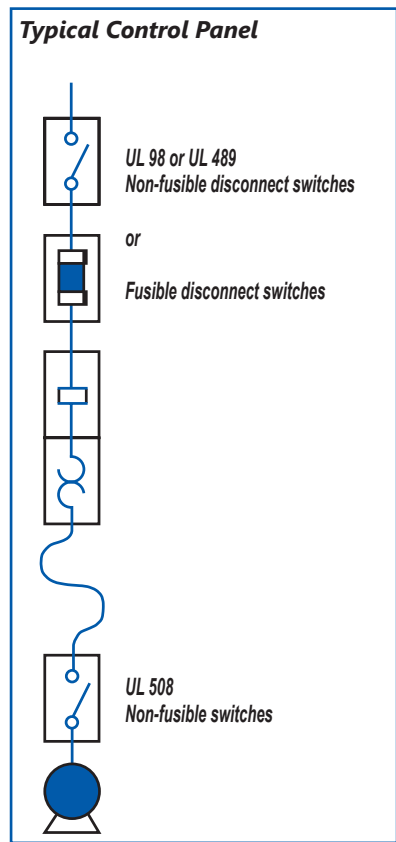 Typical Control Panel
UL 98 or UL 489
Non-fusible disconnect switches
or
Fusible disconnect switches
UL 508
Non-fusible switches